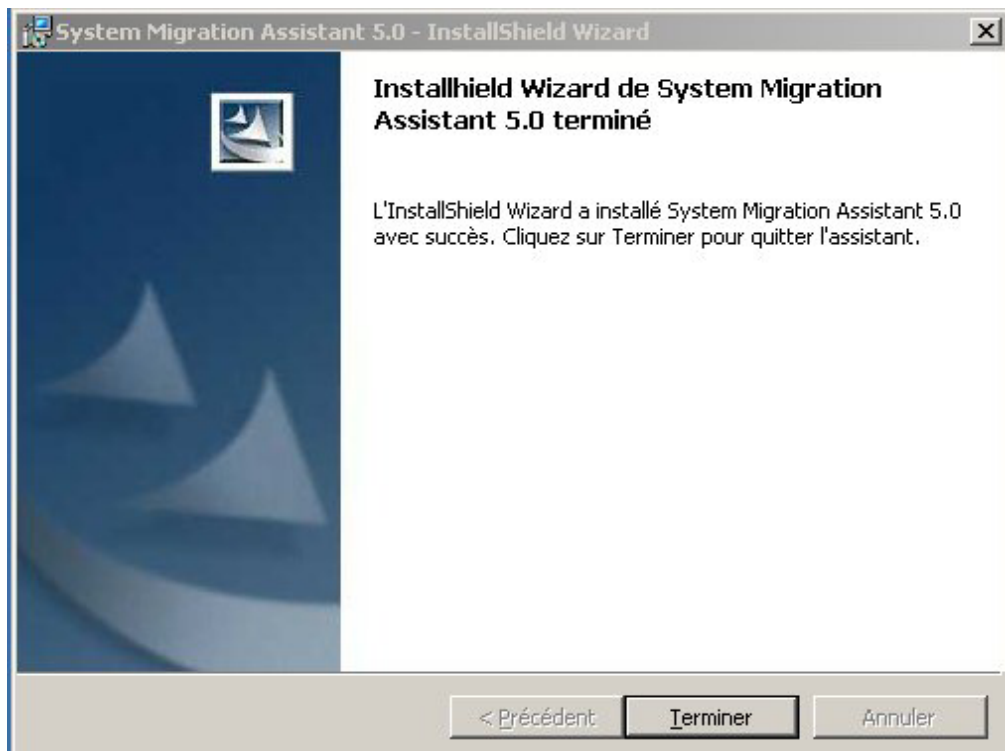 System Migration Assistant 5.0 - InstallShield Wizard
Installhield Wizard de System Migration
Assistant 5.0 terminé
L'InstallShield Wizard a installé System Migration Assistant 5.0
avec succès. Cliquez sur Terminer pour quitter l'assistant.
< Précédent
Terminer
Annuler